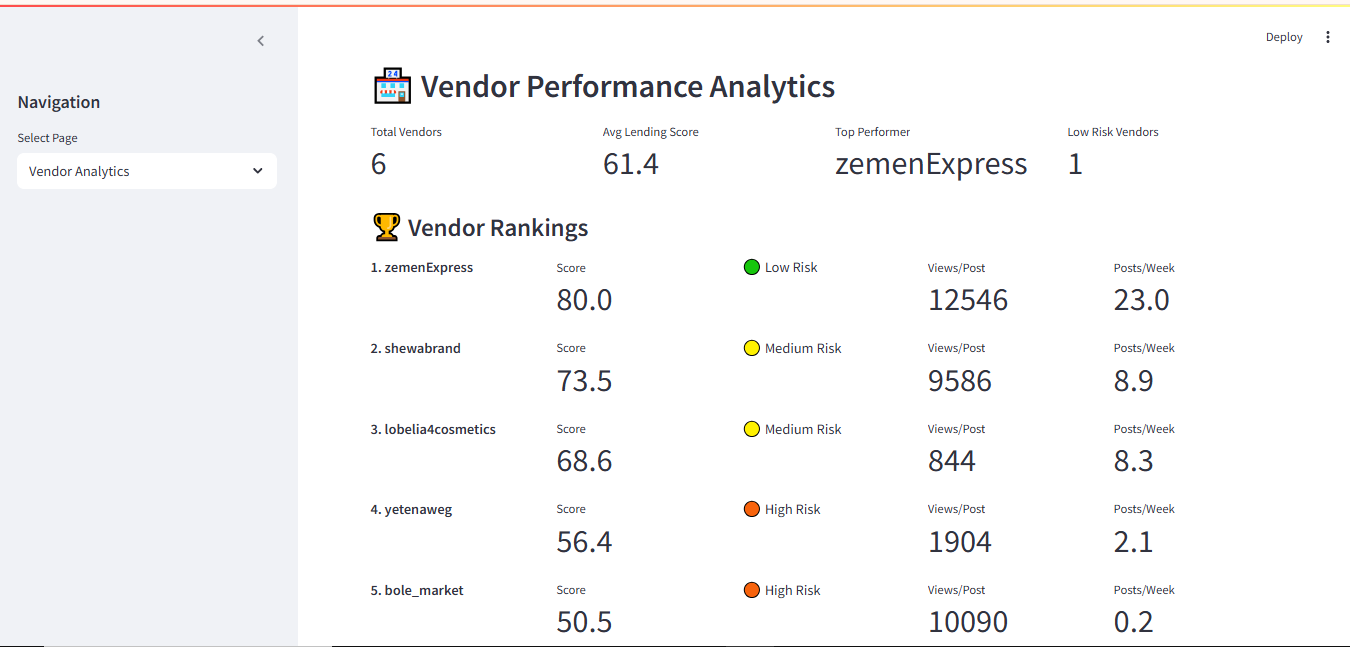 Deploy
Navigation
Select Page
Vendor Analytics
24
Vendor Performance Analytics
Total Vendors Avg Lending Score Top Performer Low Risk Vendors
6 61.4 zemenExpress 1
Vendor Rankings
1. zemenExpress Score Low Risk Views/Post Posts/Week
80.0 12546 23.0
2. shewabrand Score Medium Risk Views/Post Posts/Week
73.5 9586 8.9
3. lobelia4cosmetics Score Medium Risk Views/Post Posts/Week
68.6 844 8.3
4. yetenaweg Score High Risk Views/Post Posts/Week
56.4 1904 2.1
5. bole_market Score High Risk Views/Post Posts/Week
50.5 10090 0.2